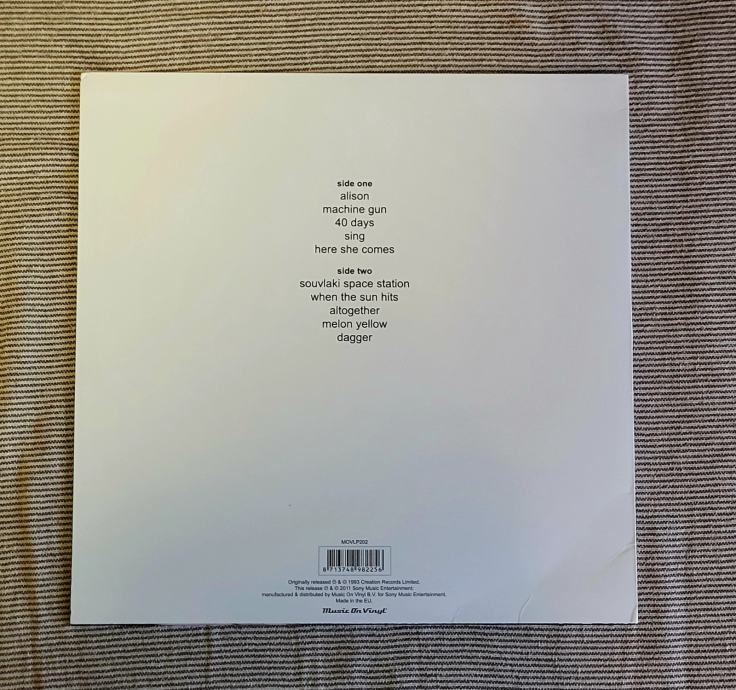 side one
alison
machine gun
40 days
sing
here she comes
side two
souvlaki space station
when the sun hits
altogether
melon yellow
dagger
MOVLP202
8 713748 982256
Originally released ℗ & © 1993 Creation Records Limited.
This release ℗ & © 2011 Sony Music Entertainment:
manufactured & distributed by Music On Vinyl B.V. for Sony Music Entertainment.
Made in the EU.
Music On Vinyl